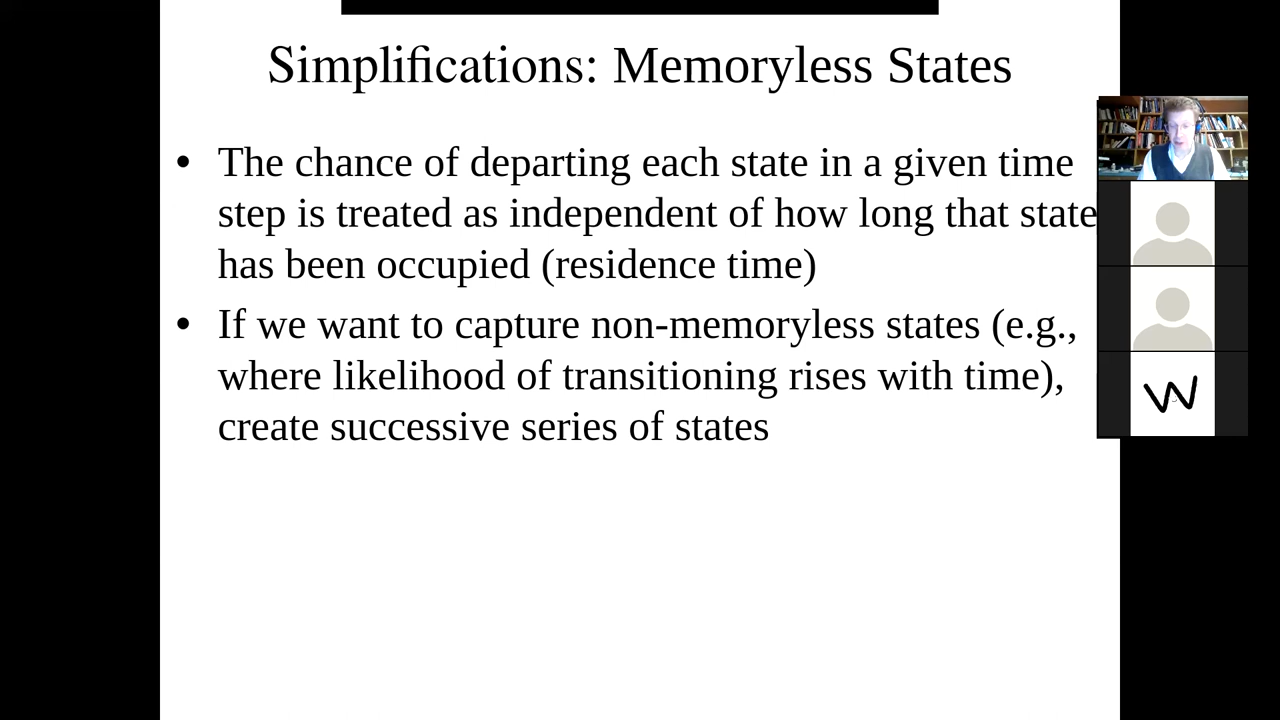 Simplifications: Memoryless States
• The chance of departing each state in a given time
step is treated as independent of how long that state
has been occupied (residence time)
• If we want to capture non-memoryless states (e.g.,
where likelihood of transitioning rises with time),
create successive series of states
W